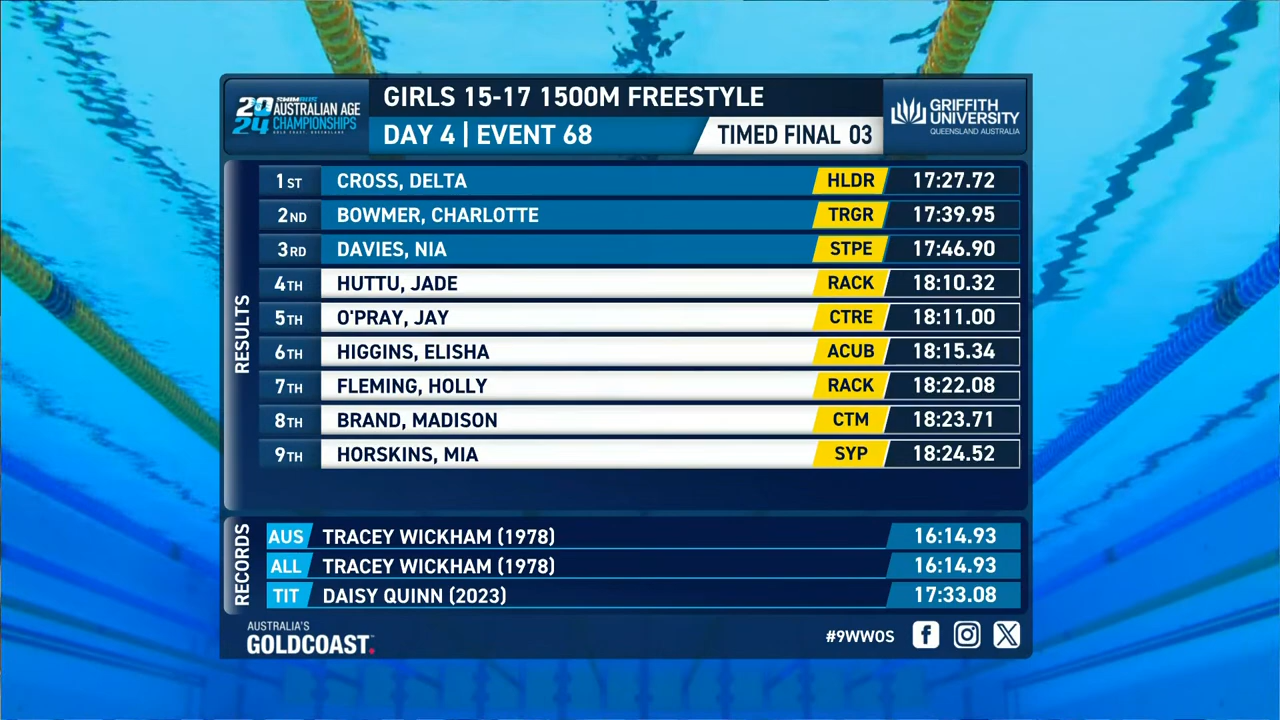 2024 SWIMAUS
AUSTRALIAN AGE
CHAMPIONSHIPS
GOLD COAST, QUEENSLAND
GIRLS 15-17 1500M FREESTYLE
DAY 4 | EVENT 68
TIMED FINAL 03
GRIFFITH
UNIVERSITY
QUEENSLAND AUSTRALIA
RESULTS
1ST CROSS, DELTA HLDR 17:27.72
2ND BOWMER, CHARLOTTE TRGR 17:39.95
3RD DAVIES, NIA STPE 17:46.90
4TH HUTTU, JADE RACK 18:10.32
5TH O'PRAY, JAY CTRE 18:11.00
6TH HIGGINS, ELISHA ACUB 18:15.34
7TH FLEMING, HOLLY RACK 18:22.08
8TH BRAND, MADISON CTM 18:23.71
9TH HORSKINS, MIA SYP 18:24.52
RECORDS
AUS TRACEY WICKHAM (1978) 16:14.93
ALL TRACEY WICKHAM (1978) 16:14.93
TIT DAISY QUINN (2023) 17:33.08
AUSTRALIA'S
GOLDCOAST.
#9WWOS